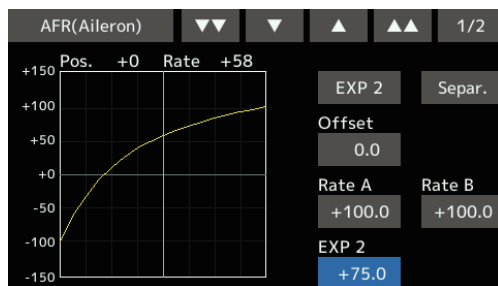 AFR(Aileron) ▼▼ ▼ ▲ ▲▲ 1/2
Pos. +0 Rate +58
+150
+100
+50
+0
-50
-100
-150
EXP 2 Separ.
Offset
0.0
Rate A Rate B
+100.0 +100.0
EXP 2
+75.0